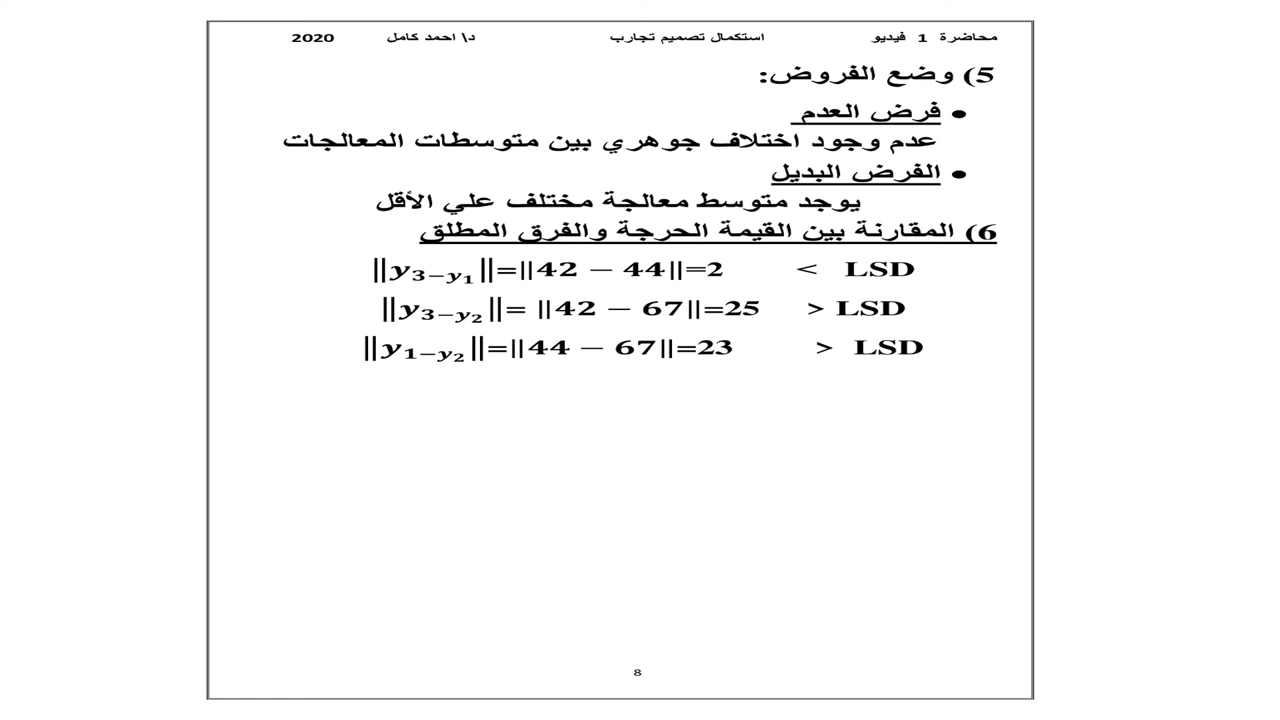 محاضرة 1 فيديو استكمال تصميم تجارب د\ احمد كامل 2020
5) وضع الفروض:
• فرض العدم
عدم وجود اختلاف جوهري بين متوسطات المعالجات
• الفرض البديل
يوجد متوسط معالجة مختلف علي الأقل
6) المقارنة بين القيمة الحرجة والفرق المطلق
||y₃₋y₁||=||42 − 44||=2 < LSD
||y₃₋y₂||= ||42 − 67||=25 > LSD
||y₁₋y₂||=||44 − 67||=23 > LSD
8